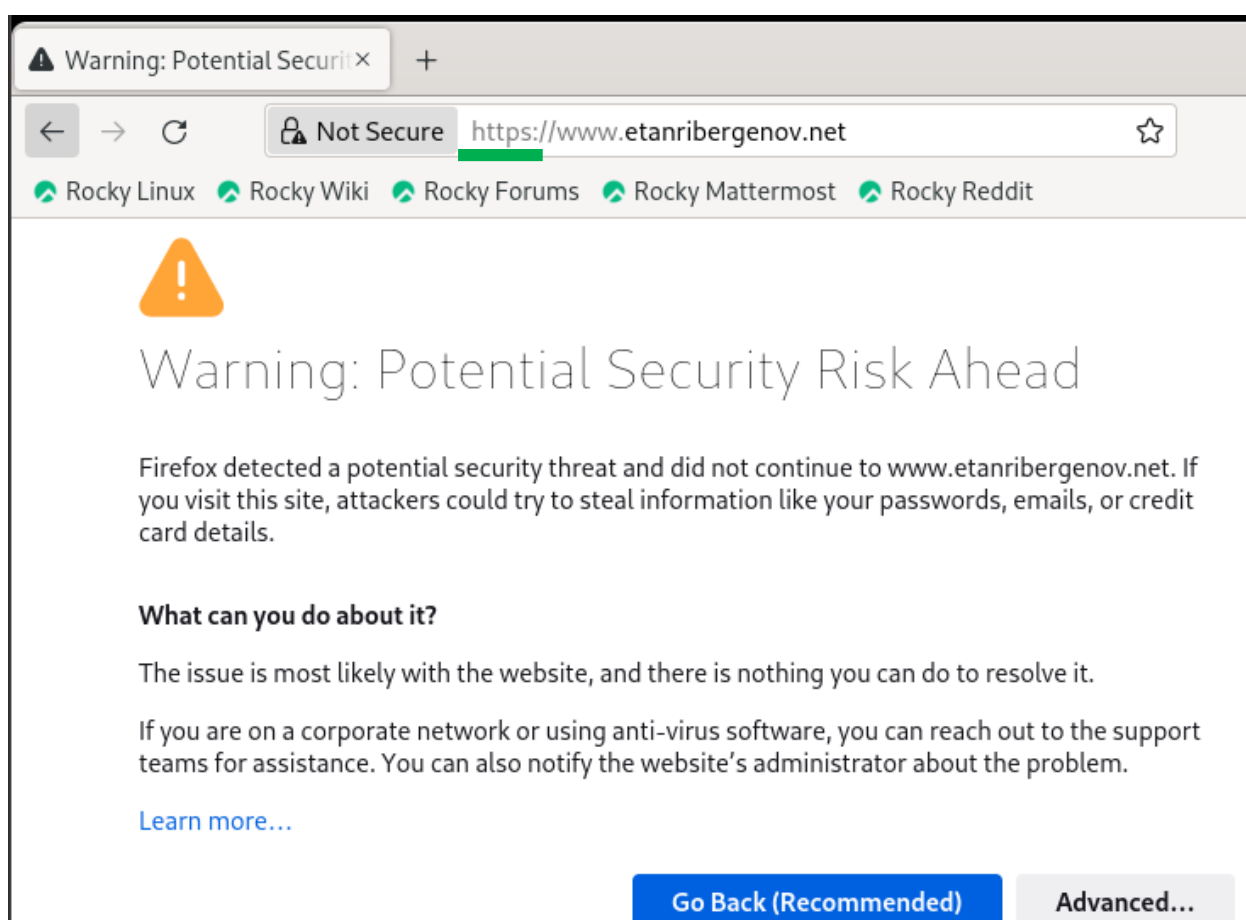 Warning: Potential Securit
Not Secure https://www.etanribergenov.net
Rocky Linux Rocky Wiki Rocky Forums Rocky Mattermost Rocky Reddit
Warning: Potential Security Risk Ahead
Firefox detected a potential security threat and did not continue to www.etanribergenov.net. If
you visit this site, attackers could try to steal information like your passwords, emails, or credit
card details.
What can you do about it?
The issue is most likely with the website, and there is nothing you can do to resolve it.
If you are on a corporate network or using anti-virus software, you can reach out to the support
teams for assistance. You can also notify the website's administrator about the problem.
Learn more…
Go Back (Recommended) Advanced...